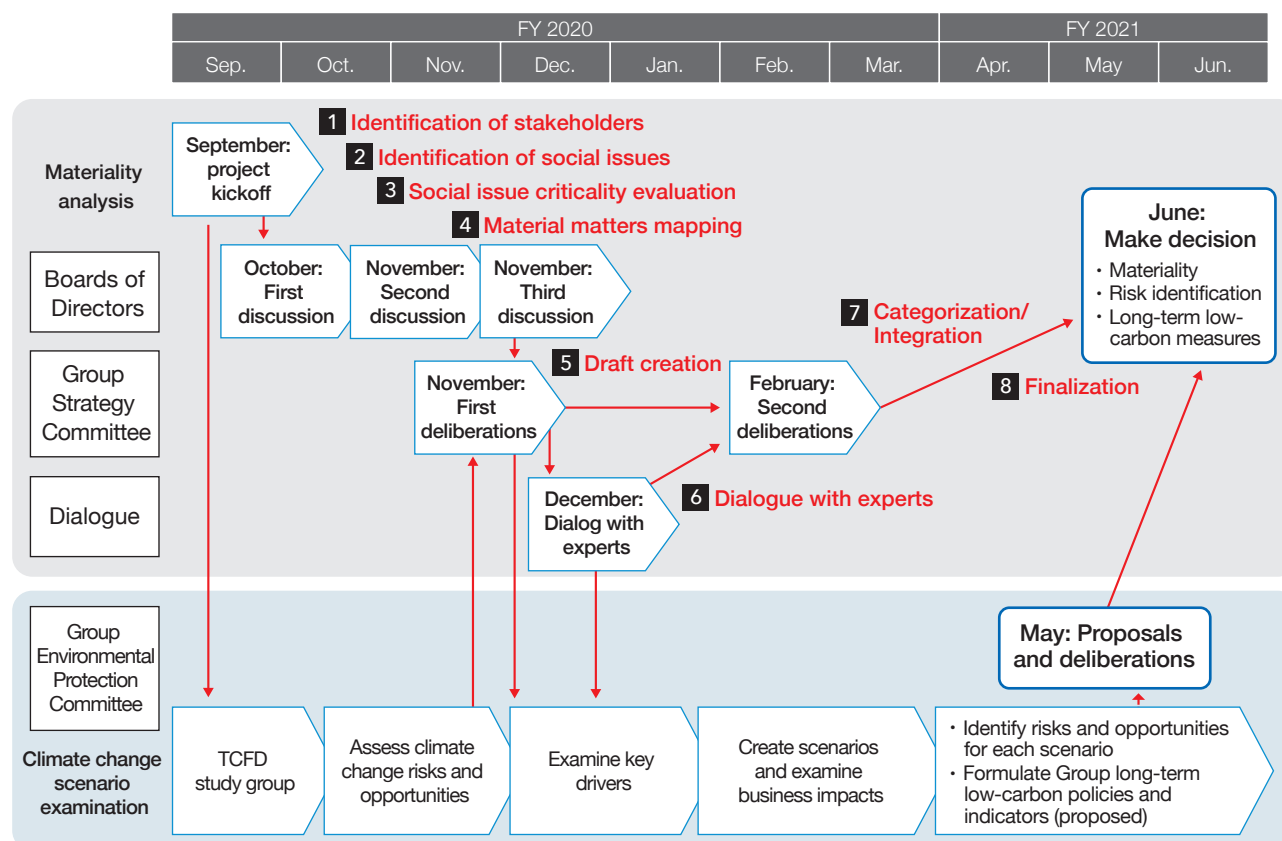 FY 2020
FY 2021
Sep.
Oct.
Nov.
Dec.
Jan.
Feb.
Mar.
Apr.
May
Jun.
Materiality
analysis
September:
project
kickoff
1 Identification of stakeholders
2 Identification of social issues
3 Social issue criticality evaluation
4 Material matters mapping
Boards of
Directors
October:
First
discussion
November:
Second
discussion
November:
Third
discussion
June:
Make decision
・Materiality
・Risk identification
・Long-term low-
carbon measures
7 Categorization/
Integration
Group
Strategy
Committee
November:
First
deliberations
5 Draft creation
February:
Second
deliberations
8 Finalization
Dialogue
December:
Dialog with
experts
6 Dialogue with experts
Group
Environmental
Protection
Committee
May: Proposals
and deliberations
Climate change
scenario
examination
TCFD
study group
Assess climate
change risks and
opportunities
Examine key
drivers
Create scenarios
and examine
business impacts
• Identify risks and opportunities
for each scenario
• Formulate Group long-term
low-carbon policies and
indicators (proposed)